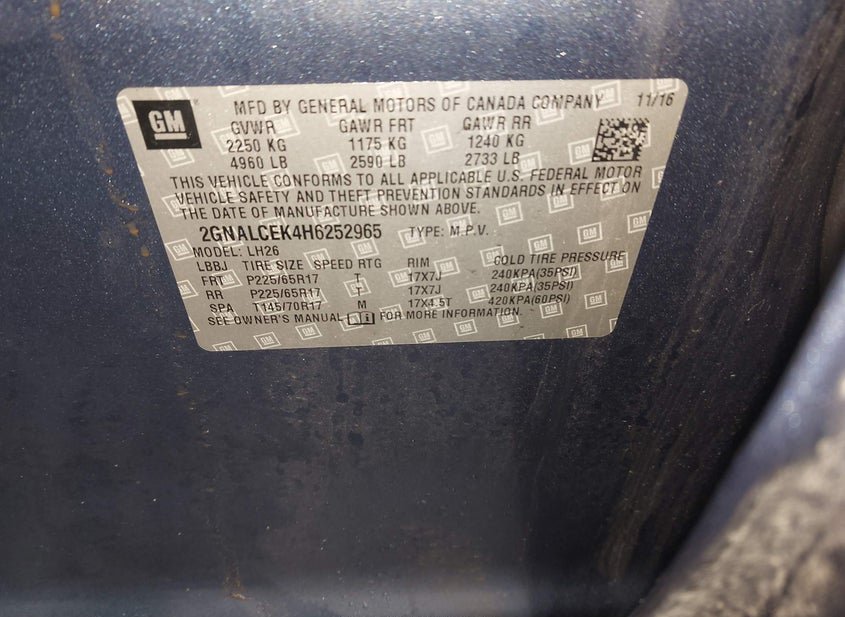 GM MFD BY GENERAL MOTORS OF CANADA COMPANY 11/16
GVWR GAWR FRT GAWR RR
2250 KG 1175 KG 1240 KG
4960 LB 2590 LB 2733 LB
THIS VEHICLE CONFORMS TO ALL APPLICABLE U.S. FEDERAL MOTOR
VEHICLE SAFETY AND THEFT PREVENTION STANDARDS IN EFFECT ON
THE DATE OF MANUFACTURE SHOWN ABOVE.
2GNALCEK4H6252965 TYPE: M.P.V.
MODEL: LH26
LBBJ TIRE SIZE SPEED RTG RIM COLD TIRE PRESSURE
FRT P225/65R17 T 17X7J 240KPA(35PSI)
RR P225/65R17 T 17X7J 240KPA(35PSI)
SPA T145/70R17 M 17X4.5T 420KPA(60PSI)
SEE OWNER'S MANUAL i FOR MORE INFORMATION.